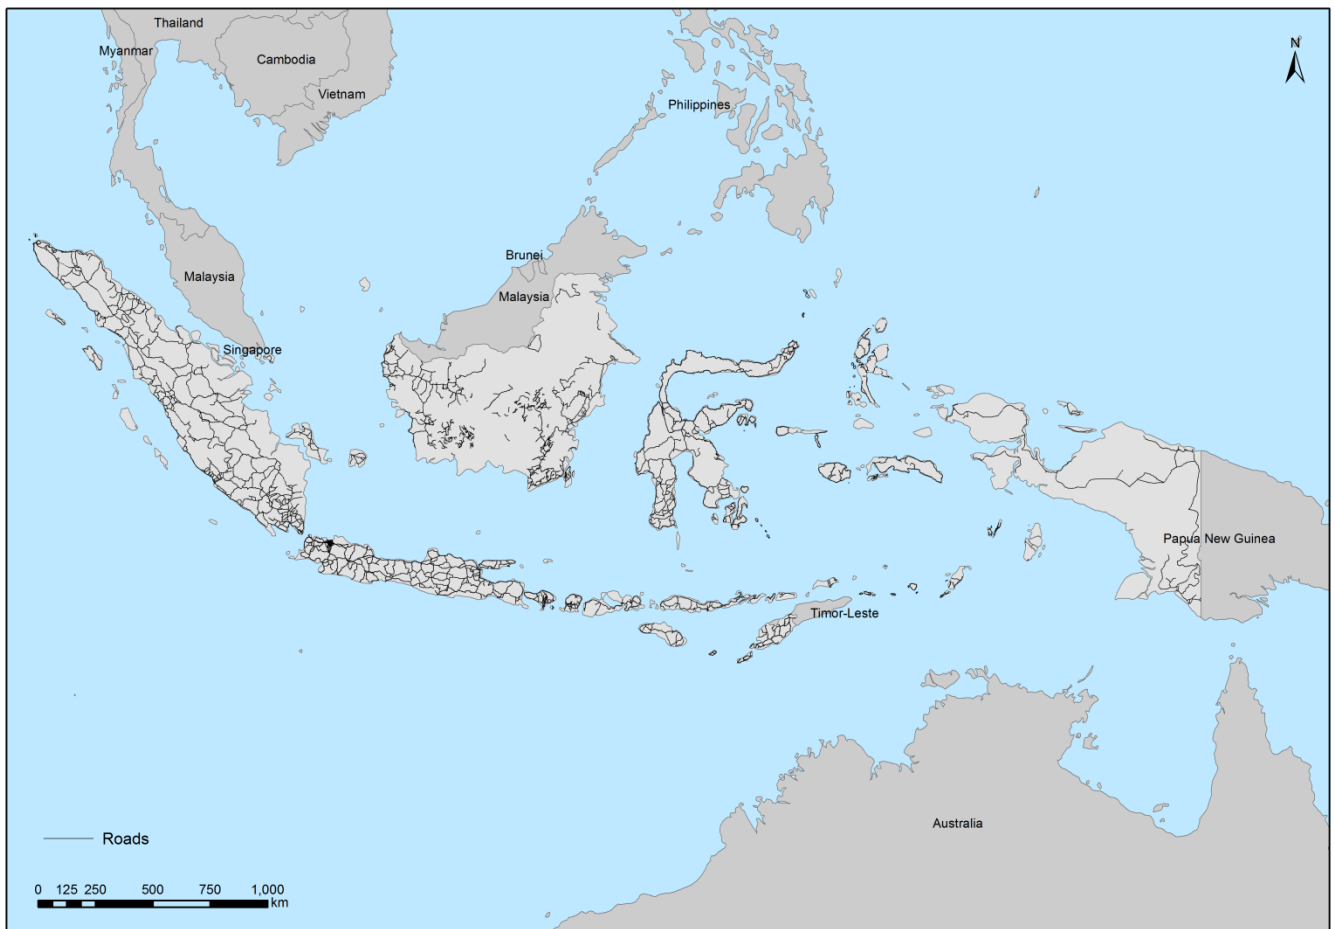 Thailand
N
Myanmar
Cambodia
Vietnam
Philippines
Brunei
Malaysia
Malaysia
Singapore
Papua New Guinea
Timor-Leste
Australia
Roads
0 125 250 500 750 1,000
km